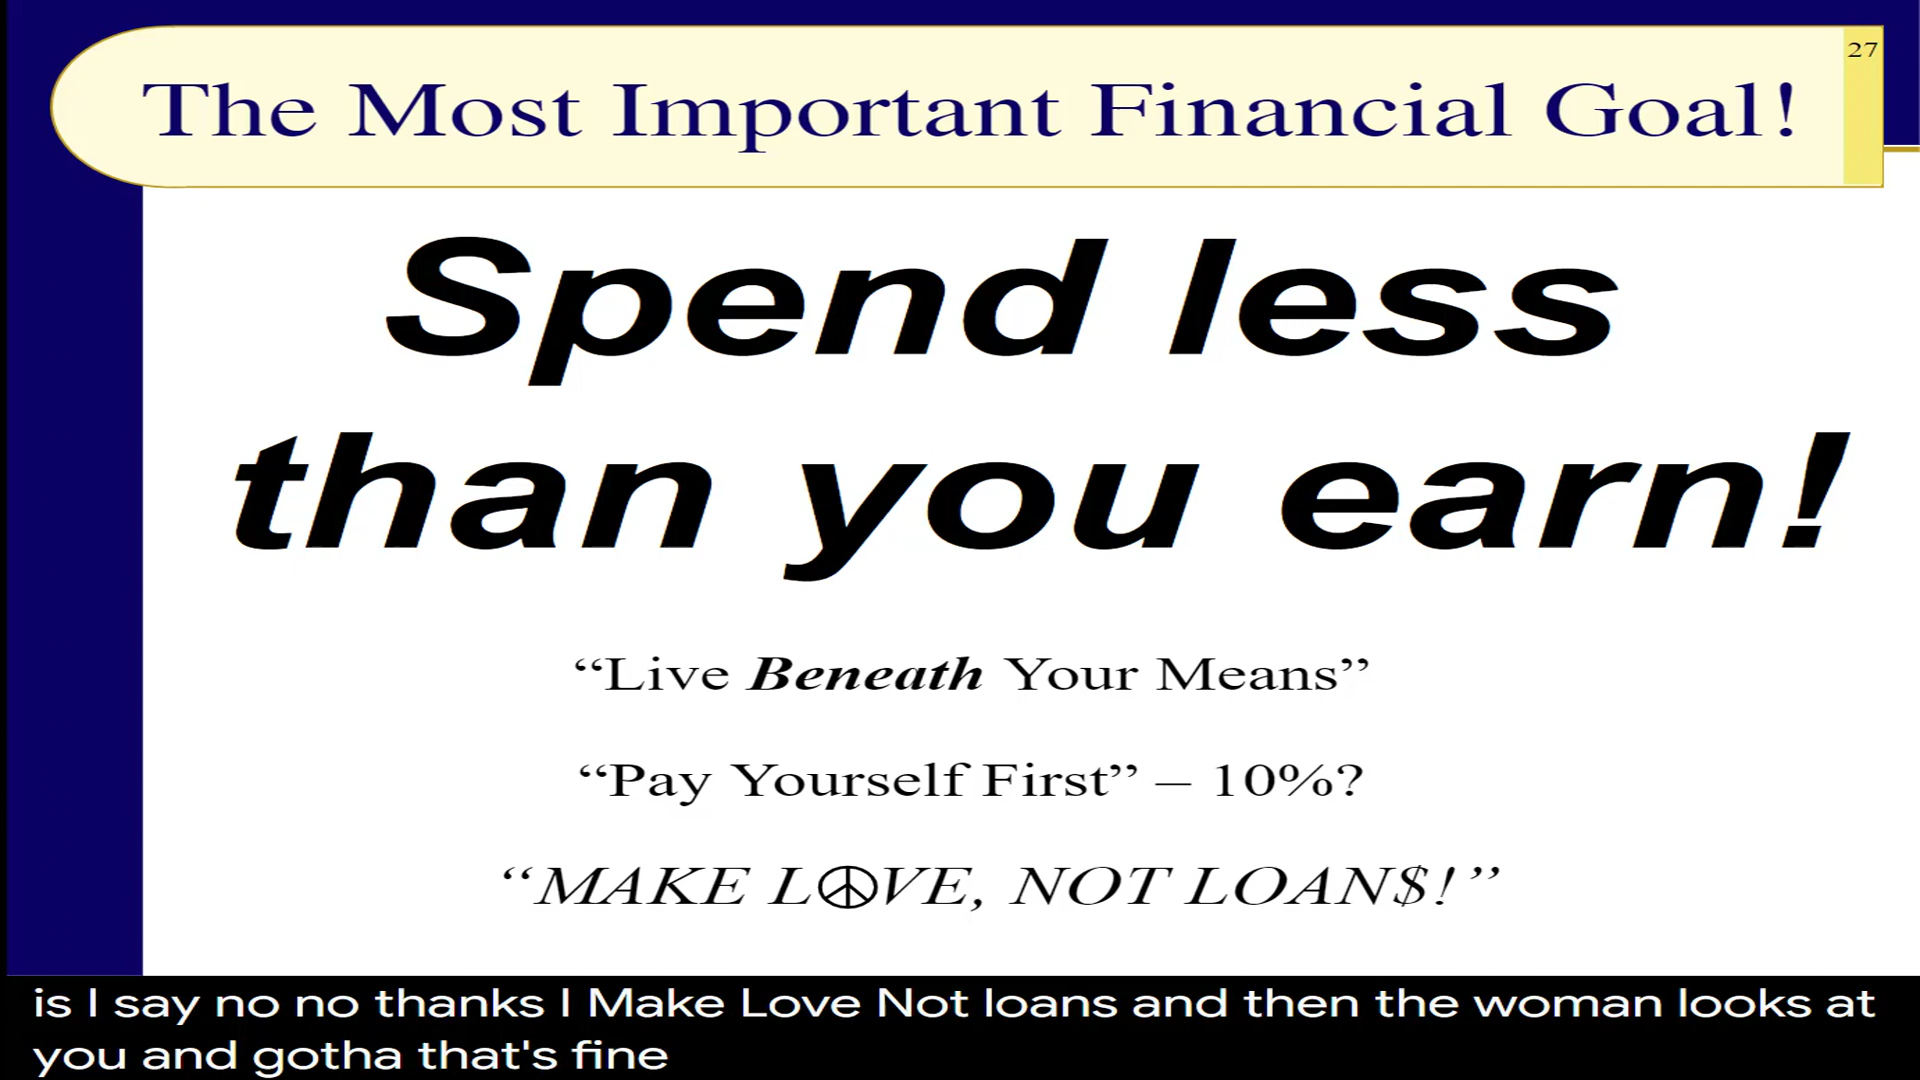 27
The Most Important Financial Goal!
Spend less
than you earn!
“Live Beneath Your Means”
“Pay Yourself First” – 10%?
“MAKE L☮VE, NOT LOAN$!”
is I say no no thanks I Make Love Not loans and then the woman looks at
you and gotha that's fine